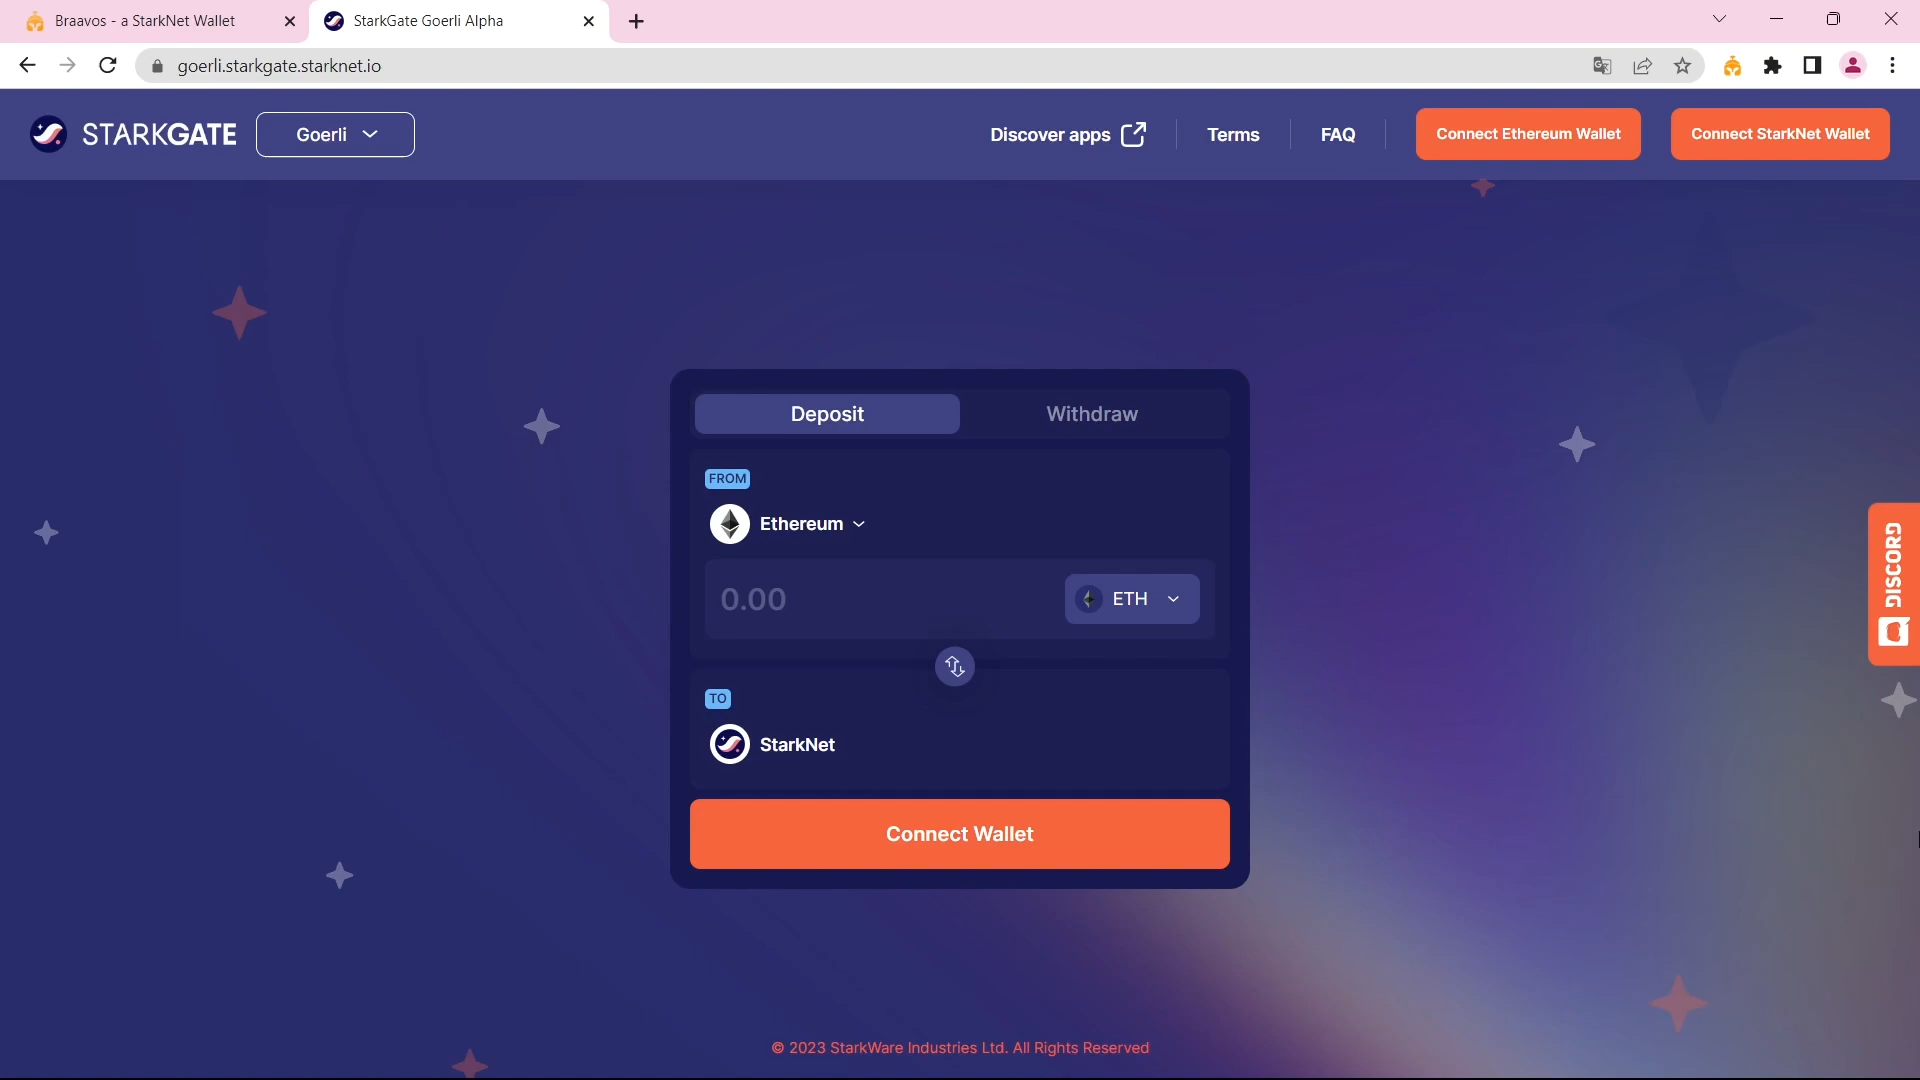 Braavos - a StarkNet Wallet
StarkGate Goerli Alpha
goerli.starkgate.starknet.io
STARKGATE
Goerli
Discover apps
Terms
FAQ
Connect Ethereum Wallet
Connect StarkNet Wallet
Deposit
Withdraw
FROM
Ethereum
0.00
ETH
DISCORD
TO
StarkNet
Connect Wallet
© 2023 StarkWare Industries Ltd. All Rights Reserved